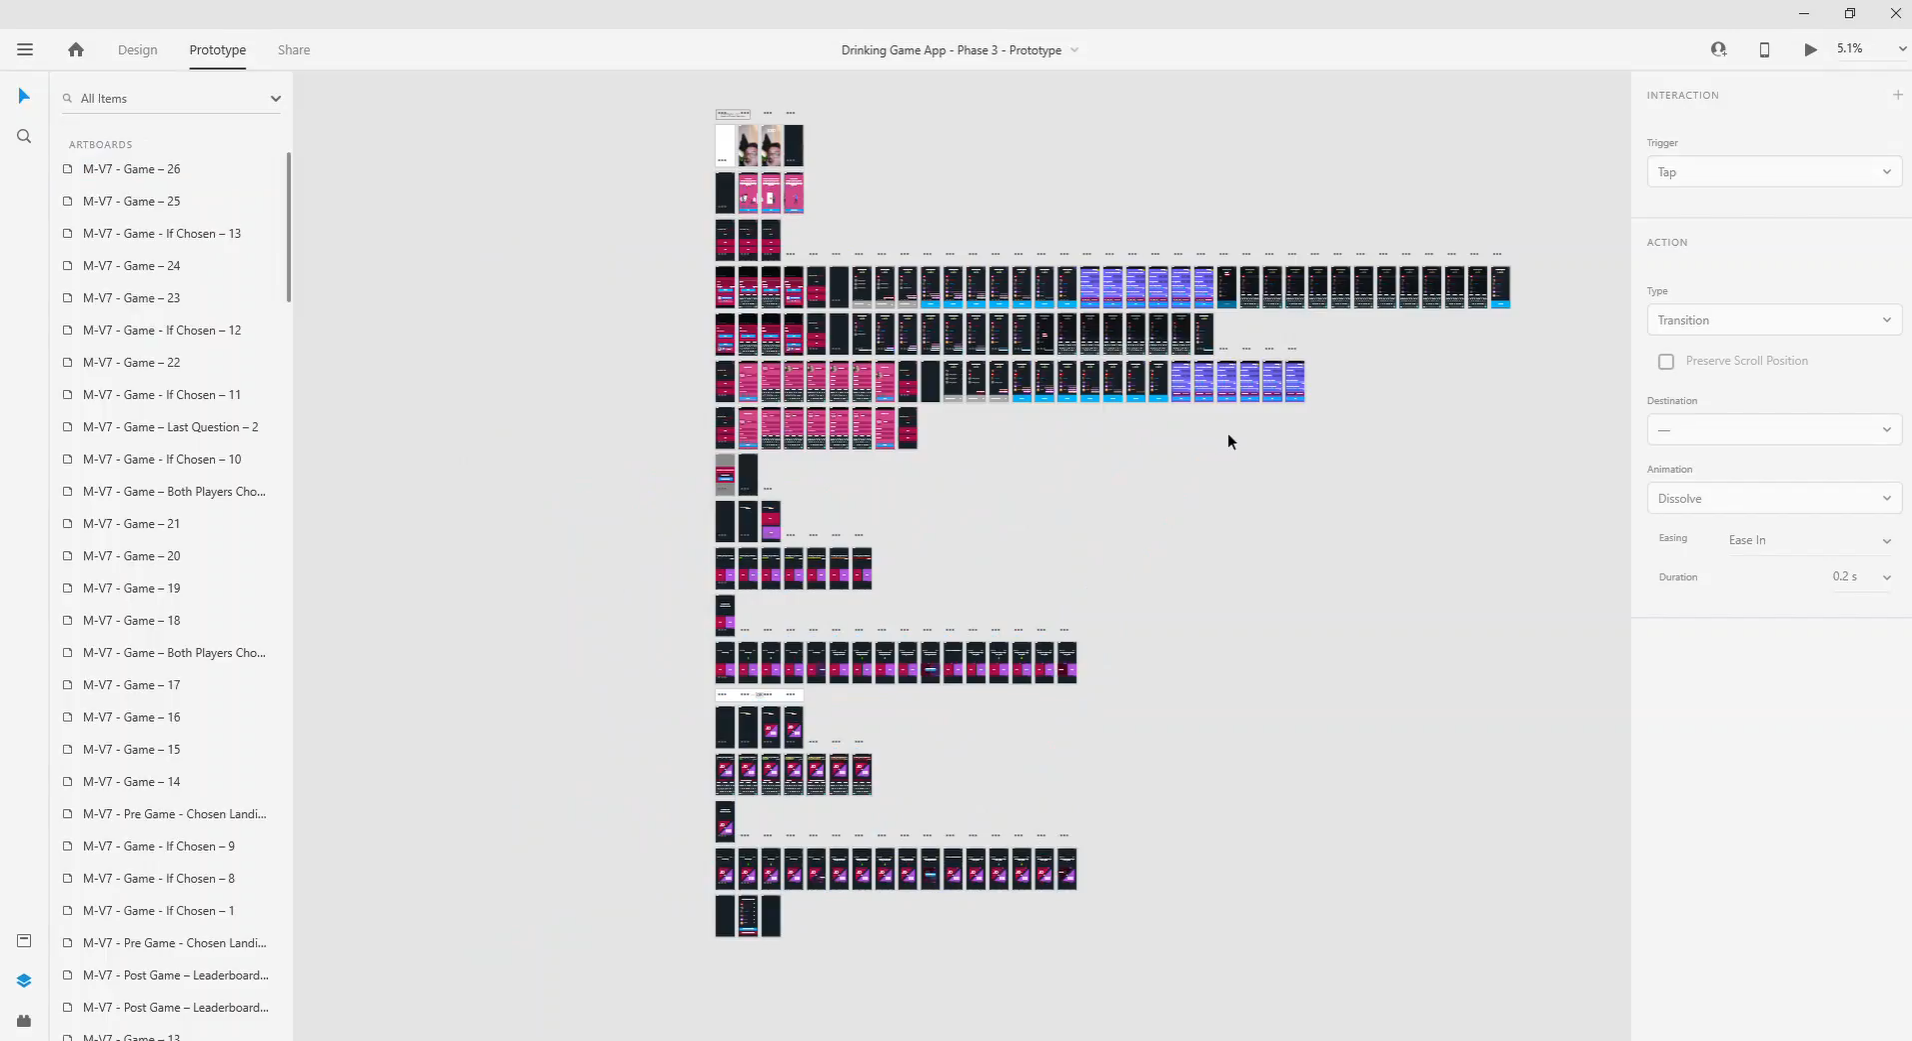 Design
Prototype
Share
Drinking Game App - Phase 3 - Prototype
5.1%
All Items
ARTBOARDS
M-V7 - Game – 26
M-V7 - Game – 25
M-V7 - Game - If Chosen – 13
M-V7 - Game – 24
M-V7 - Game – 23
M-V7 - Game - If Chosen – 12
M-V7 - Game – 22
M-V7 - Game - If Chosen – 11
M-V7 - Game – Last Question – 2
M-V7 - Game - If Chosen – 10
M-V7 - Game – Both Players Cho...
M-V7 - Game – 21
M-V7 - Game – 20
M-V7 - Game – 19
M-V7 - Game – 18
M-V7 - Game – Both Players Cho...
M-V7 - Game – 17
M-V7 - Game – 16
M-V7 - Game – 15
M-V7 - Game – 14
M-V7 - Pre Game - Chosen Landi...
M-V7 - Game - If Chosen – 9
M-V7 - Game - If Chosen – 8
M-V7 - Game - If Chosen – 1
M-V7 - Pre Game - Chosen Landi...
M-V7 - Post Game – Leaderboard...
M-V7 - Post Game – Leaderboard...
M-V7 - Game – 13
INTERACTION
Trigger
Tap
ACTION
Type
Transition
Preserve Scroll Position
Destination
—
Animation
Dissolve
Easing
Ease In
Duration
0.2 s